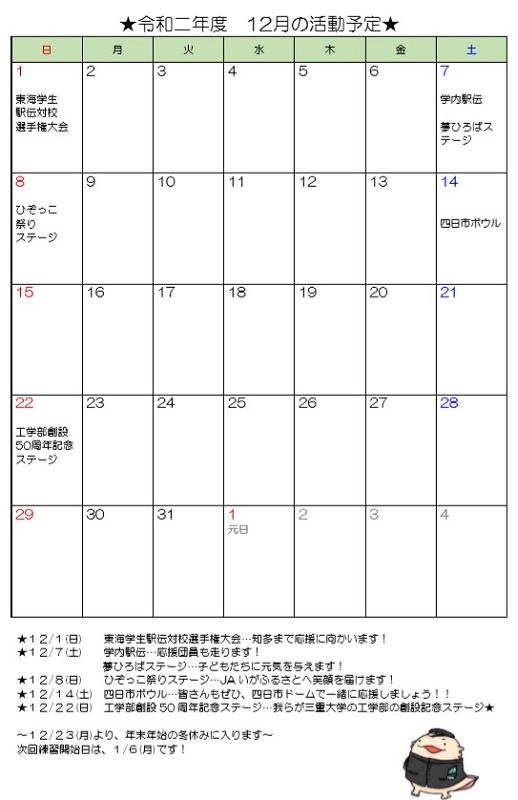 ★令和二年度　12月の活動予定★
日 月 火 水 木 金 土
1 2 3 4 5 6 7
東海学生
駅伝対校
選手権大会
学内駅伝
夢ひろばス
テージ
8 9 10 11 12 13 14
ひぞっこ
祭り
ステージ
四日市ボウル
15 16 17 18 19 20 21
22 23 24 25 26 27 28
工学部創設
50周年記念
ステージ
29 30 31 1 2 3 4
元日
★１２/１(日)　東海学生駅伝対校選手権大会…知多まで応援に向かいます！
★１２/７(土)　学内駅伝…応援団員も走ります！
夢ひろばステージ…子どもたちに元気を与えます！
★１２/８(日)　ひぞっこ祭りステージ…JAいがふるさとへ笑顔を届けます！
★１２/１４(土)　四日市ボウル…皆さんもぜひ、四日市ドームで一緒に応援しましょう！！
★１２/２２(日)　工学部創設50周年記念ステージ…我らが三重大学の工学部の創設記念ステージ★
～１２/２３(月)より、年末年始の冬休みに入ります～
次回練習開始日は、１/６(月)です！